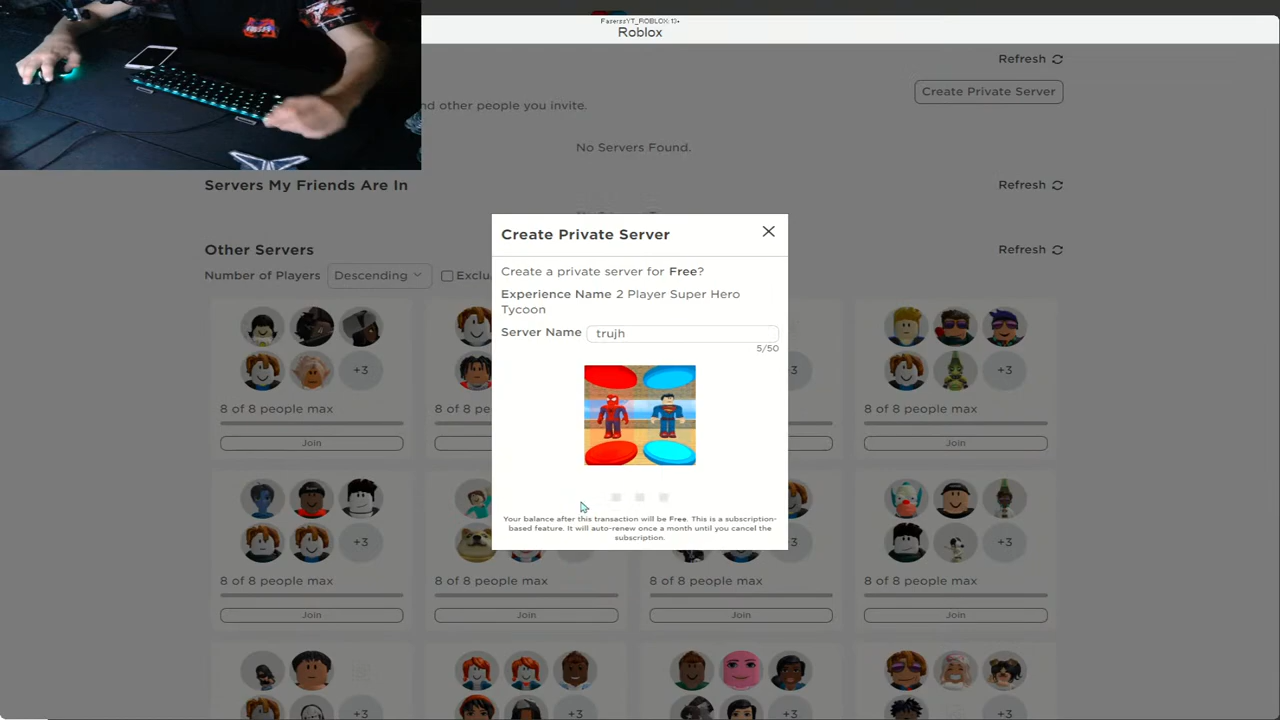 FaserssYT_ROBLOX: 13+
Roblox
Refresh
Create Private Server
nd other people you invite.
No Servers Found.
Servers My Friends Are In
Refresh
Other Servers
Refresh
Number of Players
Descending
Exclu
Create Private Server
Create a private server for Free?
Experience Name 2 Player Super Hero
Tycoon
Server Name
trujh
5/50
Your balance after this transaction will be Free. This is a subscription-
based feature. It will auto-renew once a month until you cancel the
subscription.
+3
+3
+3
8 of 8 people max
8 of 8
8 of 8 people max
Join
Join
+3
+3
+3
8 of 8 people max
8 of 8 people max
8 of 8 people max
8 of 8 people max
Join
Join
Join
Join
+3
+3
+3
+3